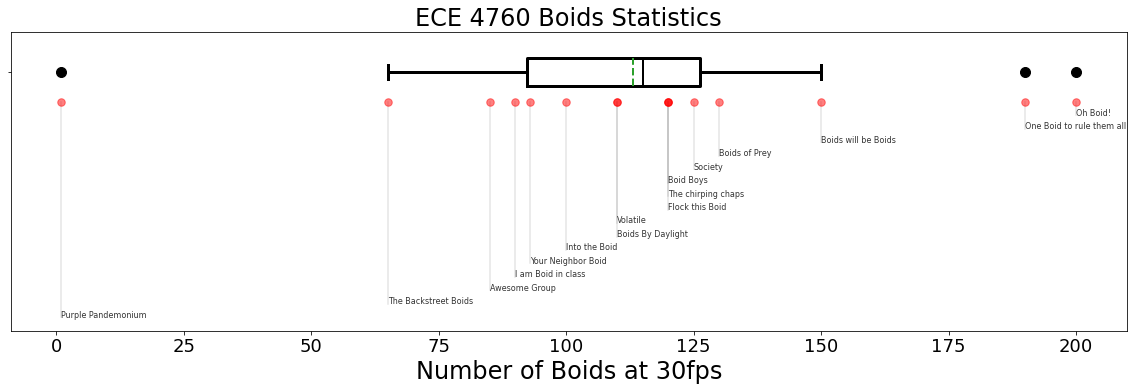 ECE 4760 Boids Statistics
Oh Boid!
One Boid to rule them all
Boids will be Boids
Boids of Prey
Society
Boid Boys
The chirping chaps
Flock this Boid
Volatile
Boids By Daylight
Into the Boid
Your Neighbor Boid
I am Boid in class
Awesome Group
The Backstreet Boids
Purple Pandemonium
0 25 50 75 100 125 150 175 200
Number of Boids at 30fps